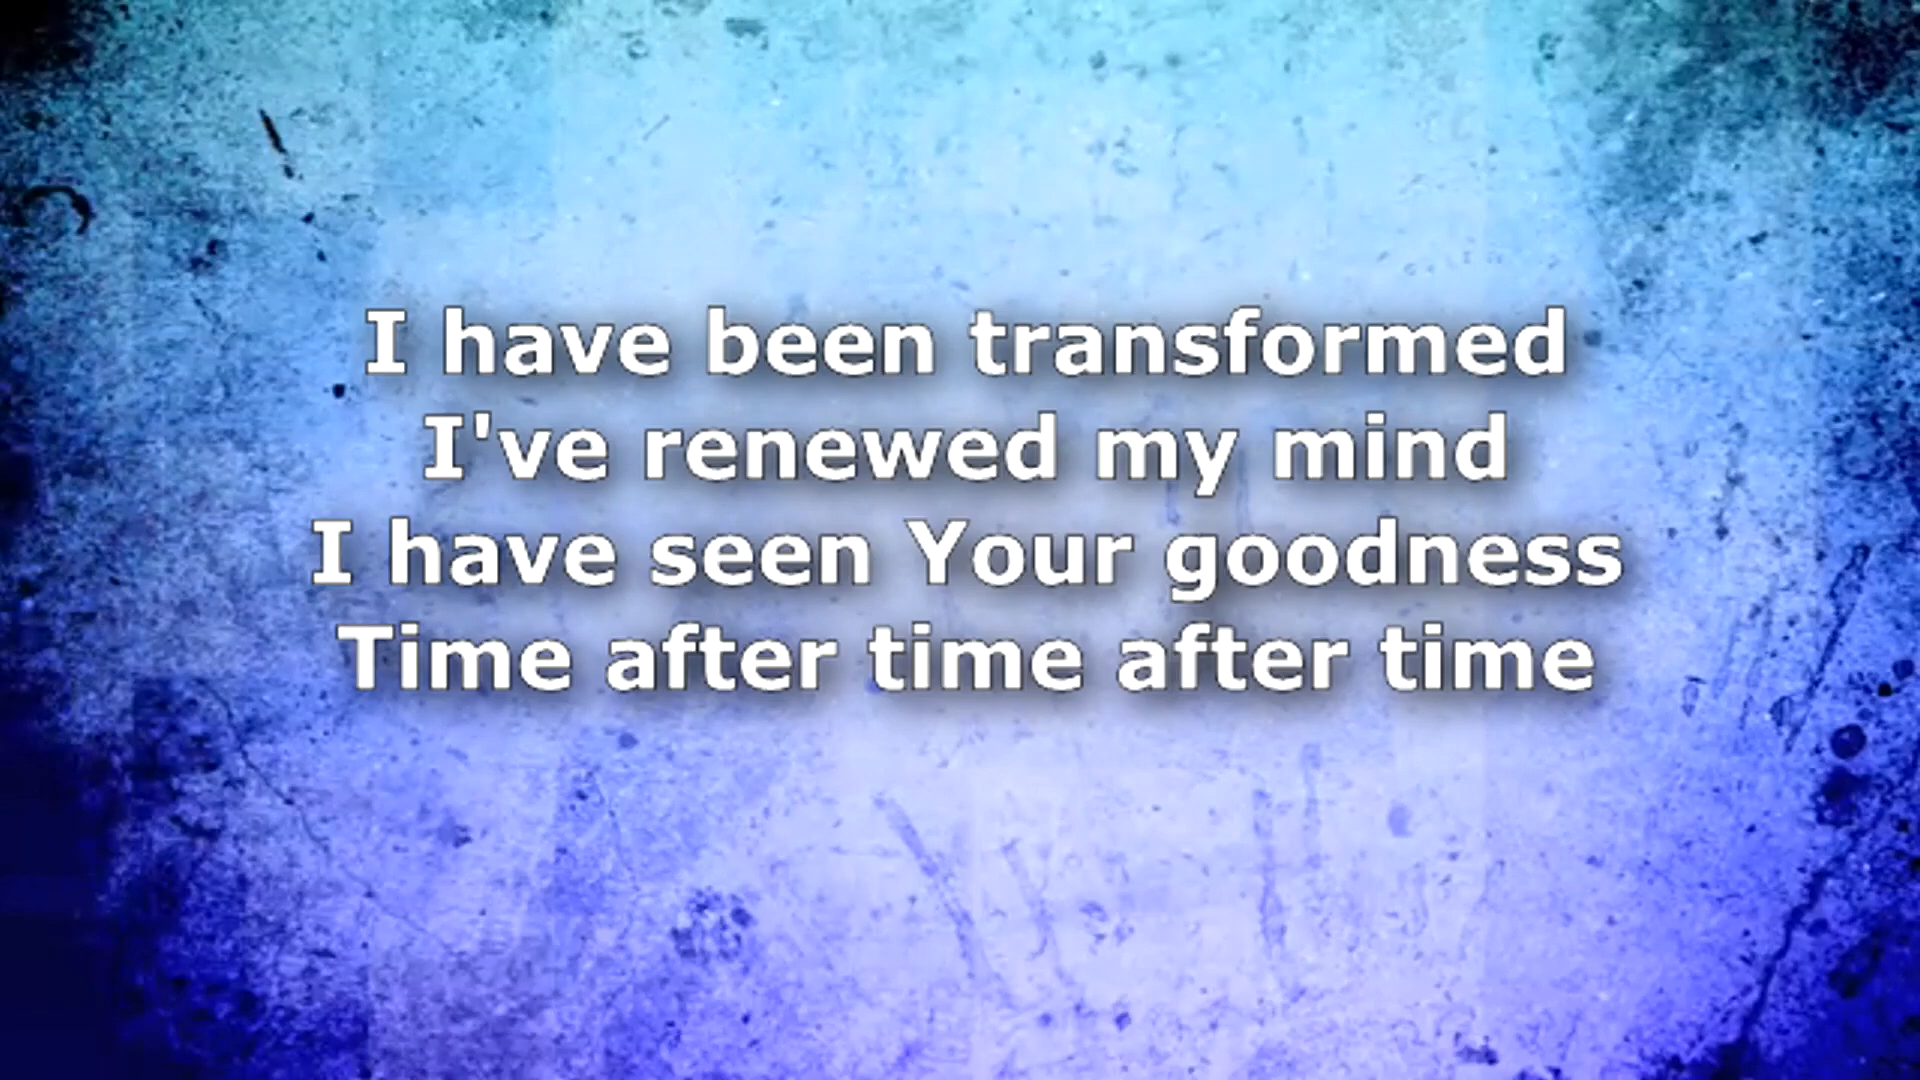 I have been transformed
I've renewed my mind
I have seen Your goodness
Time after time after time